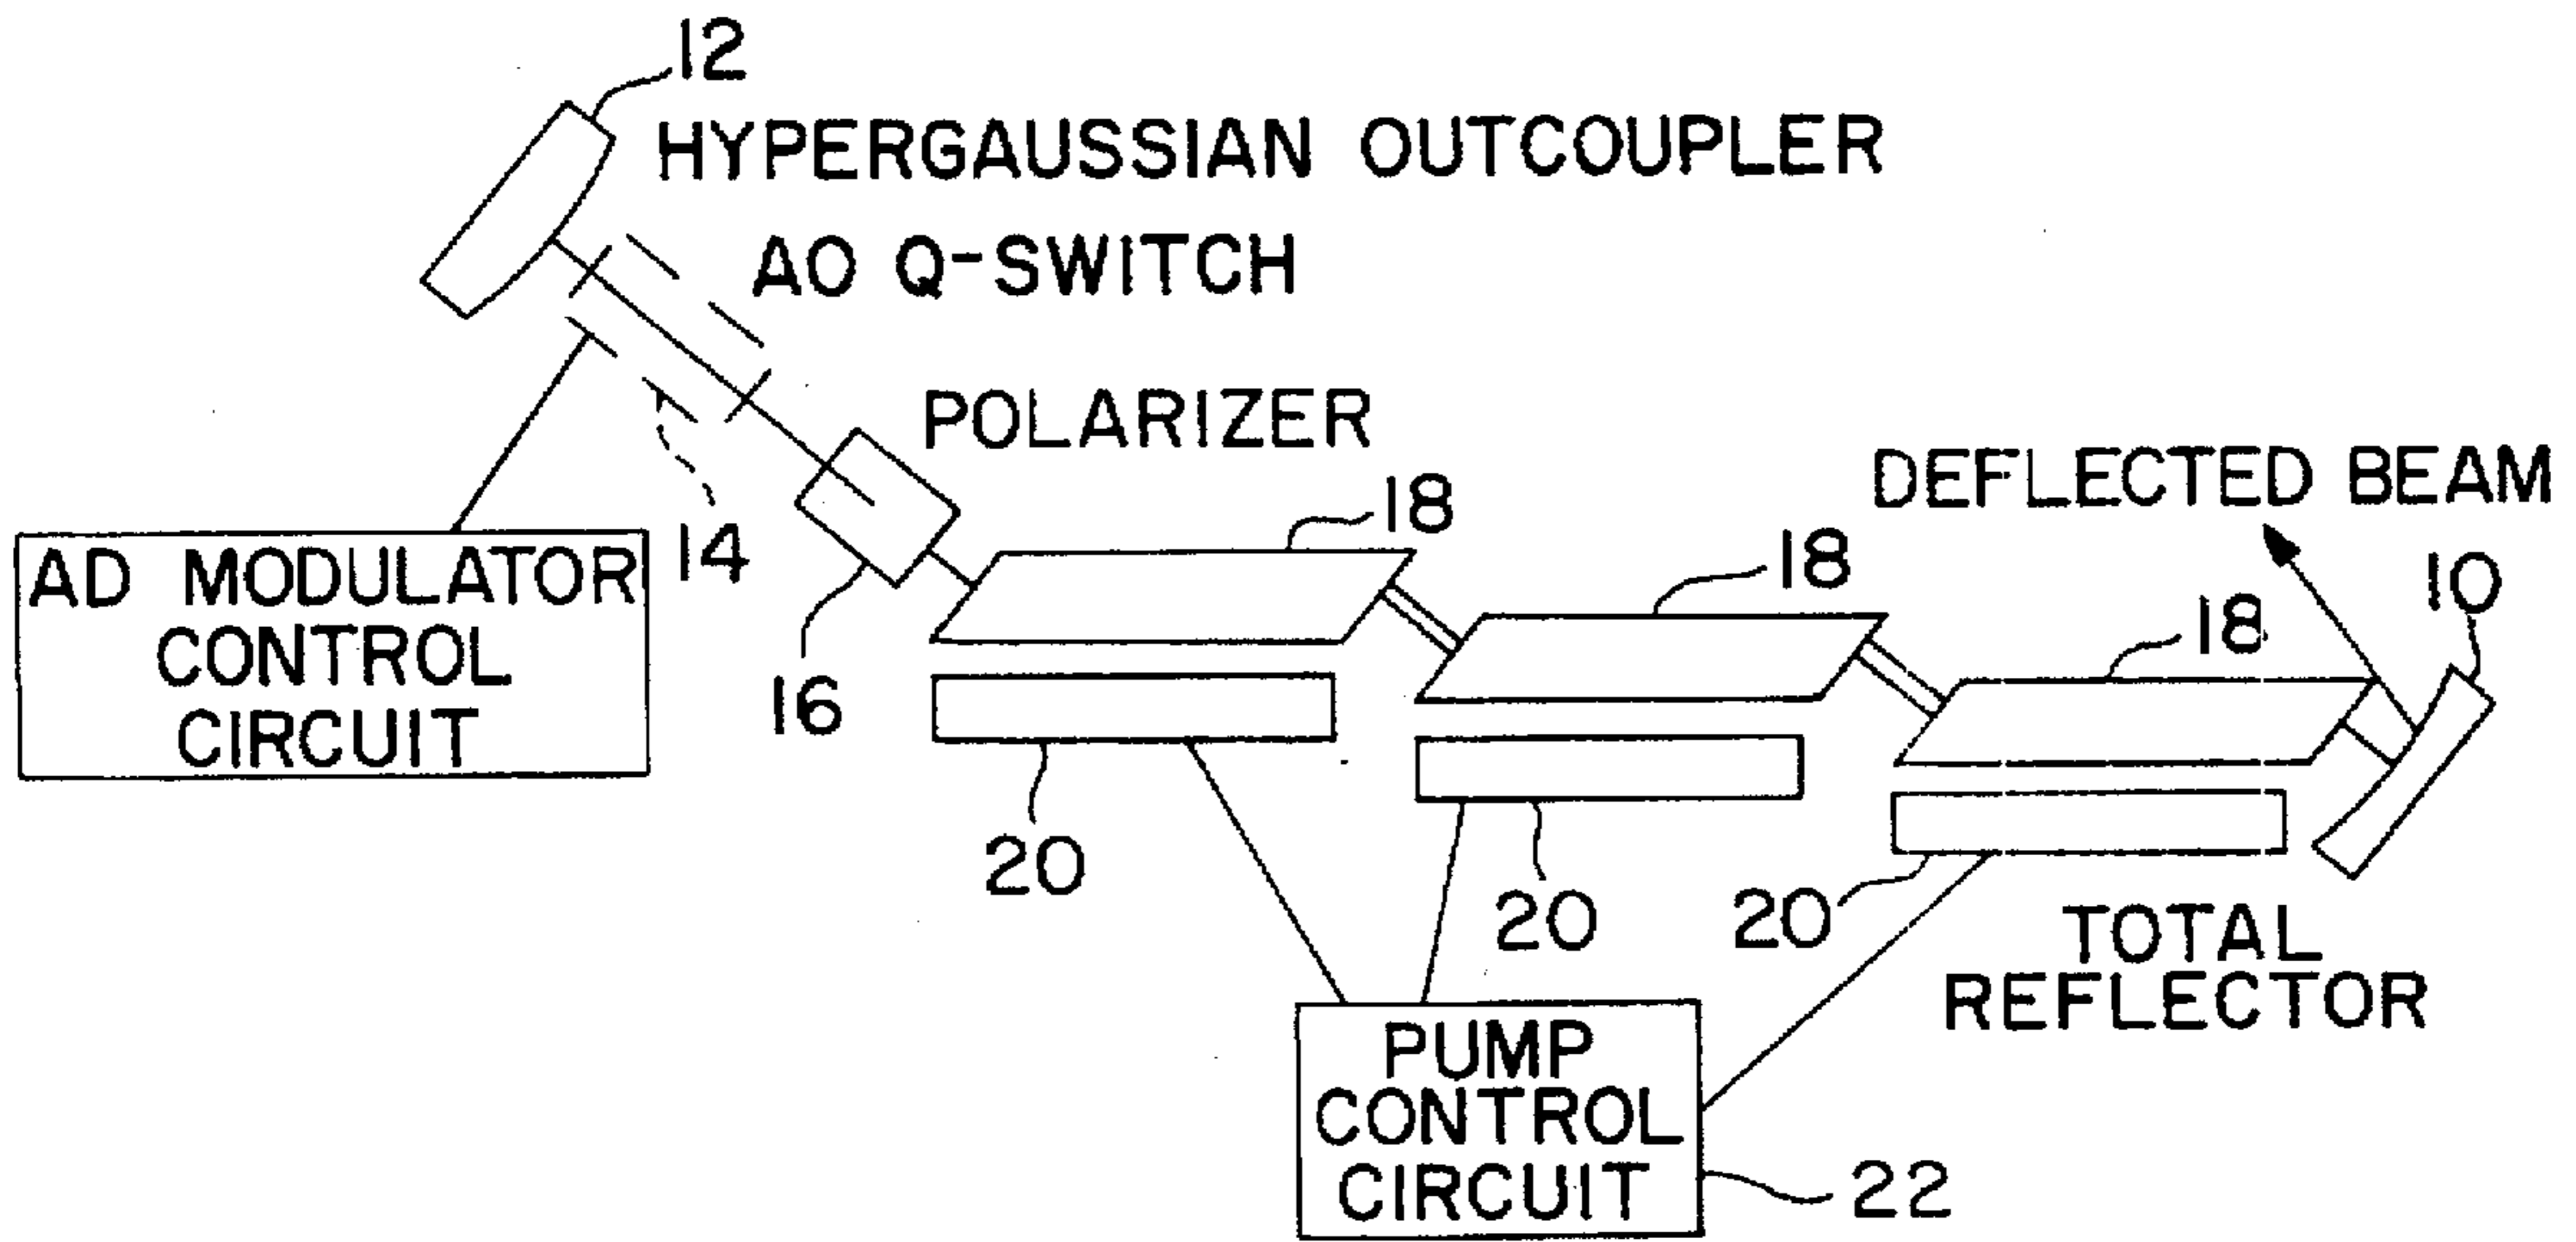 12
HYPERGAUSSIAN OUTCOUPLER
AO Q-SWITCH
POLARIZER
DEFLECTED BEAM
18
18
10
18
14
AD MODULATOR
CONTROL
CIRCUIT
16
20
20
20
TOTAL
REFLECTOR
PUMP
CONTROL
CIRCUIT
22